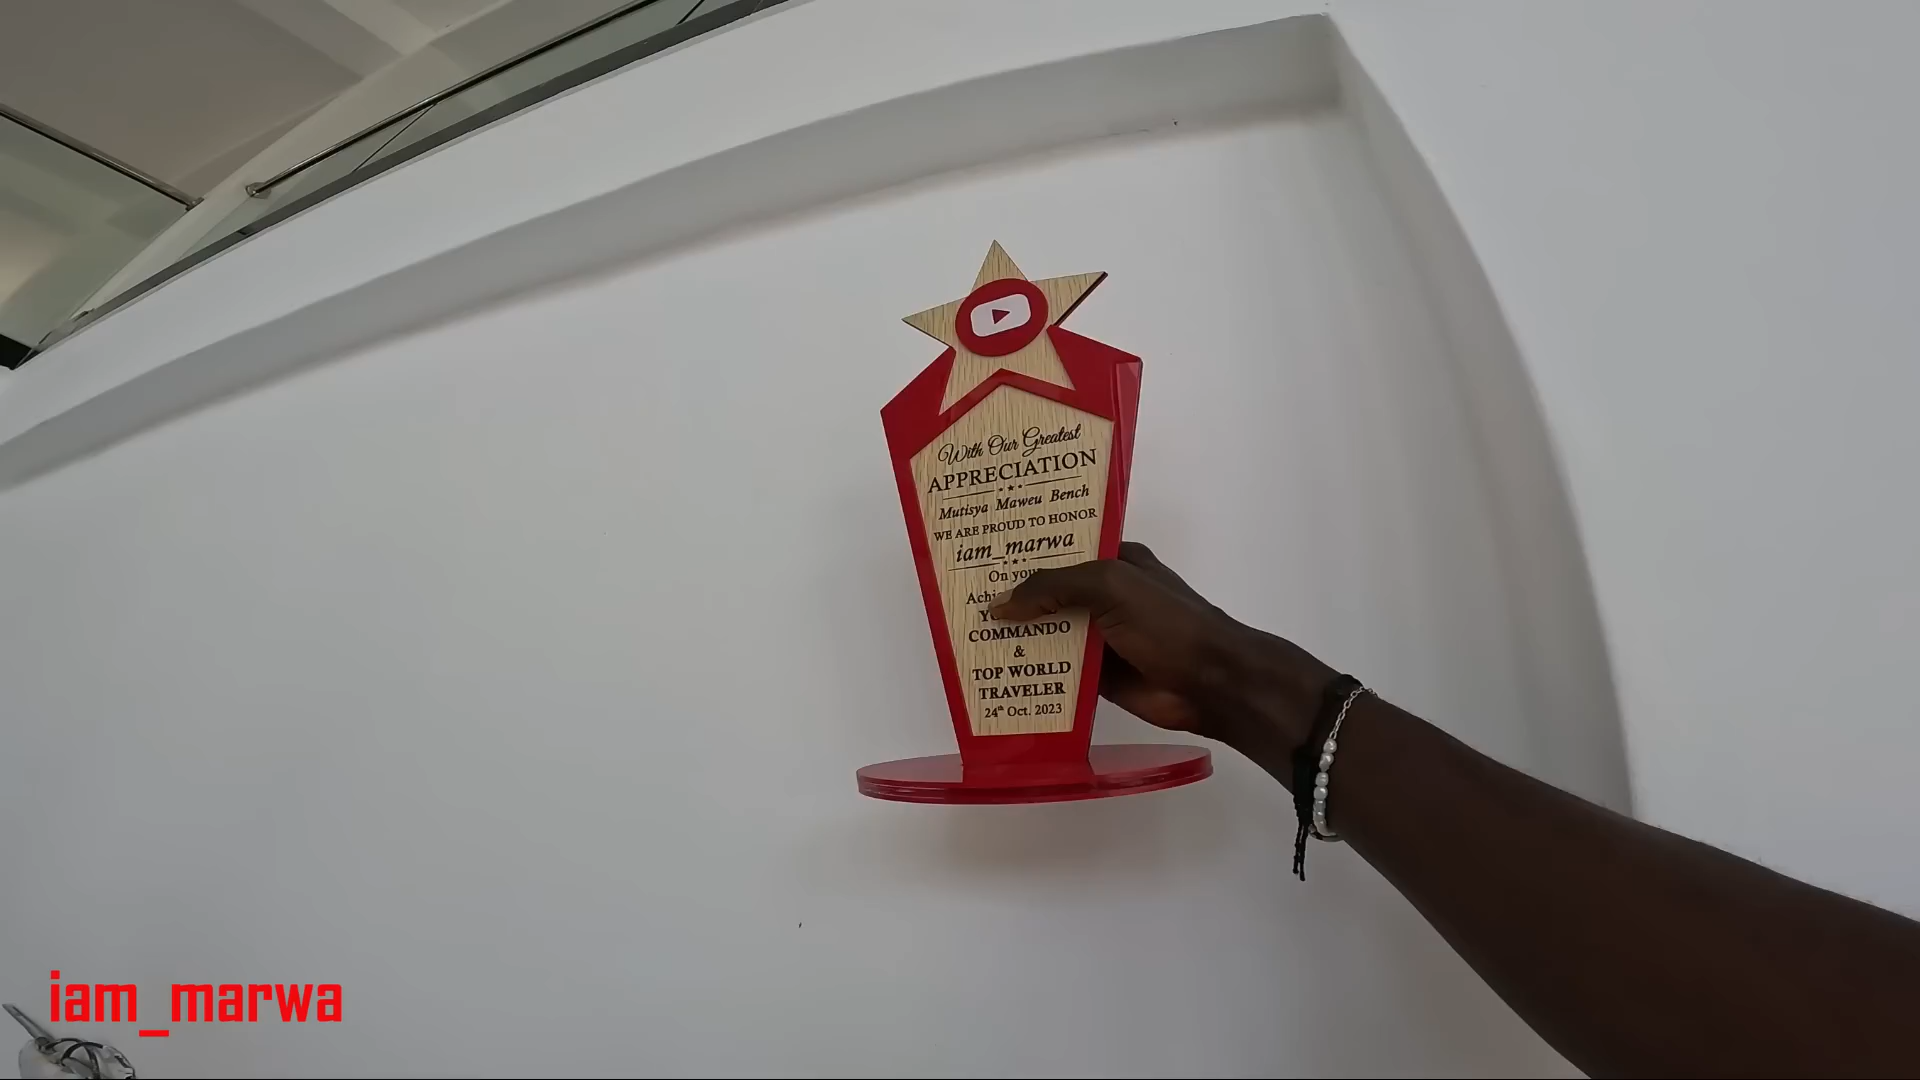 With Our Greatest
APPRECIATION
Mutisya Maweu Bench
WE ARE PROUD TO HONOR
iam_marwa
On your
COMMANDO
&
TOP WORLD
TRAVELER
24th Oct. 2023
iam_marwa